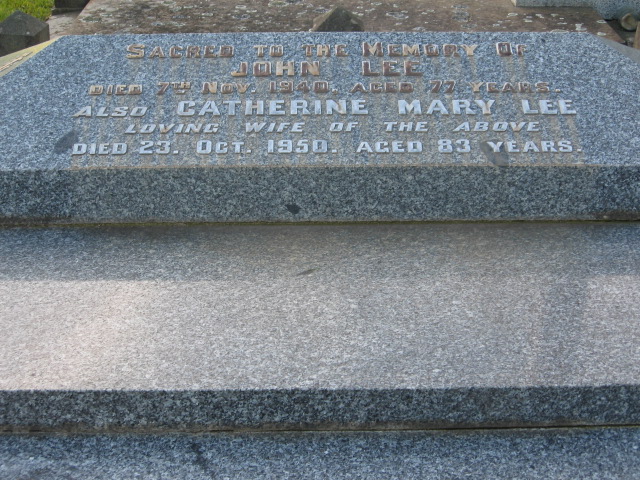 Sacred to the Memory Of
JOHN LEE
DIED 7TH NOV. 1940. AGED 77 YEARS.
ALSO CATHERINE MARY LEE
LOVING WIFE OF THE ABOVE
DIED 23. OCT. 1950. AGED 83 YEARS.